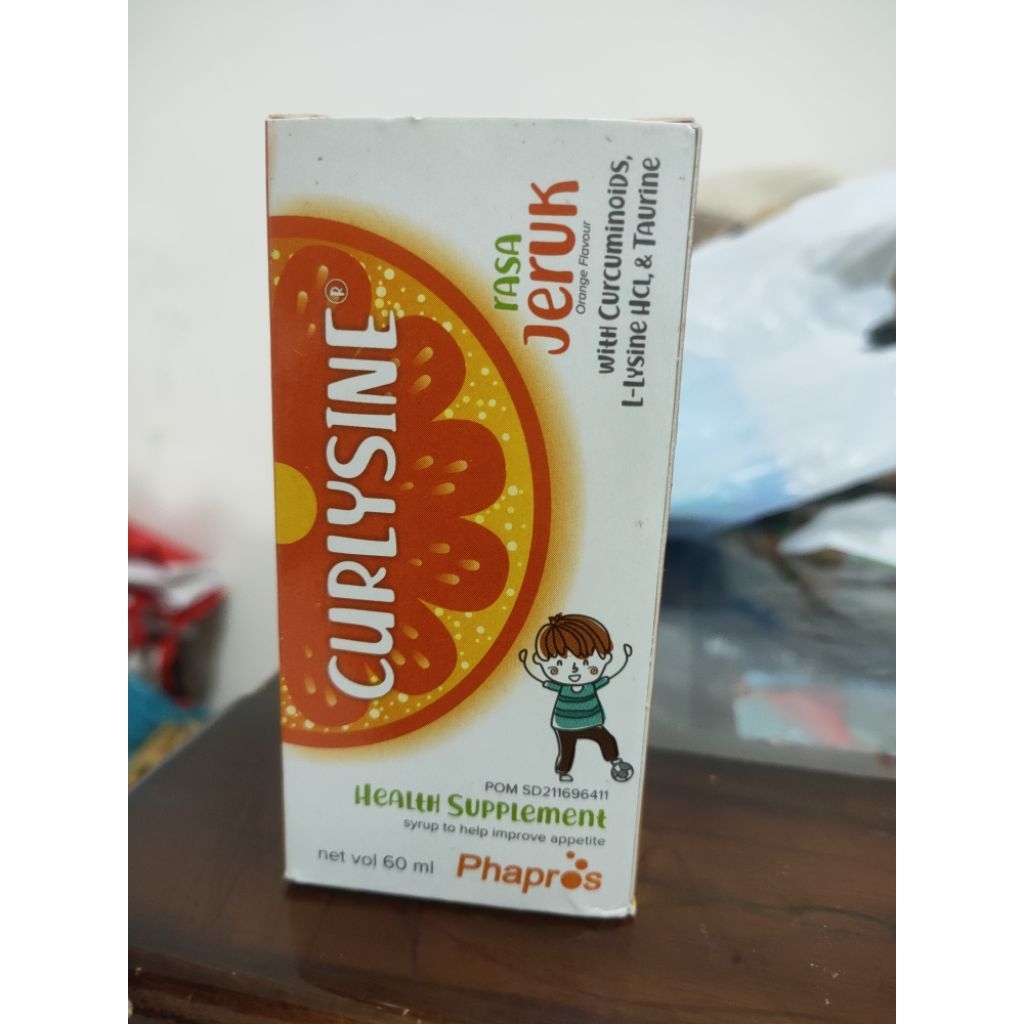 CURLYSINE®
rasa
Jeruk
Orange Flavour
with Curcuminoids,
L-Lysine HCl, & Taurine
POM SD211696411
Health Supplement
syrup to help improve appetite
net vol 60 ml
Phapros